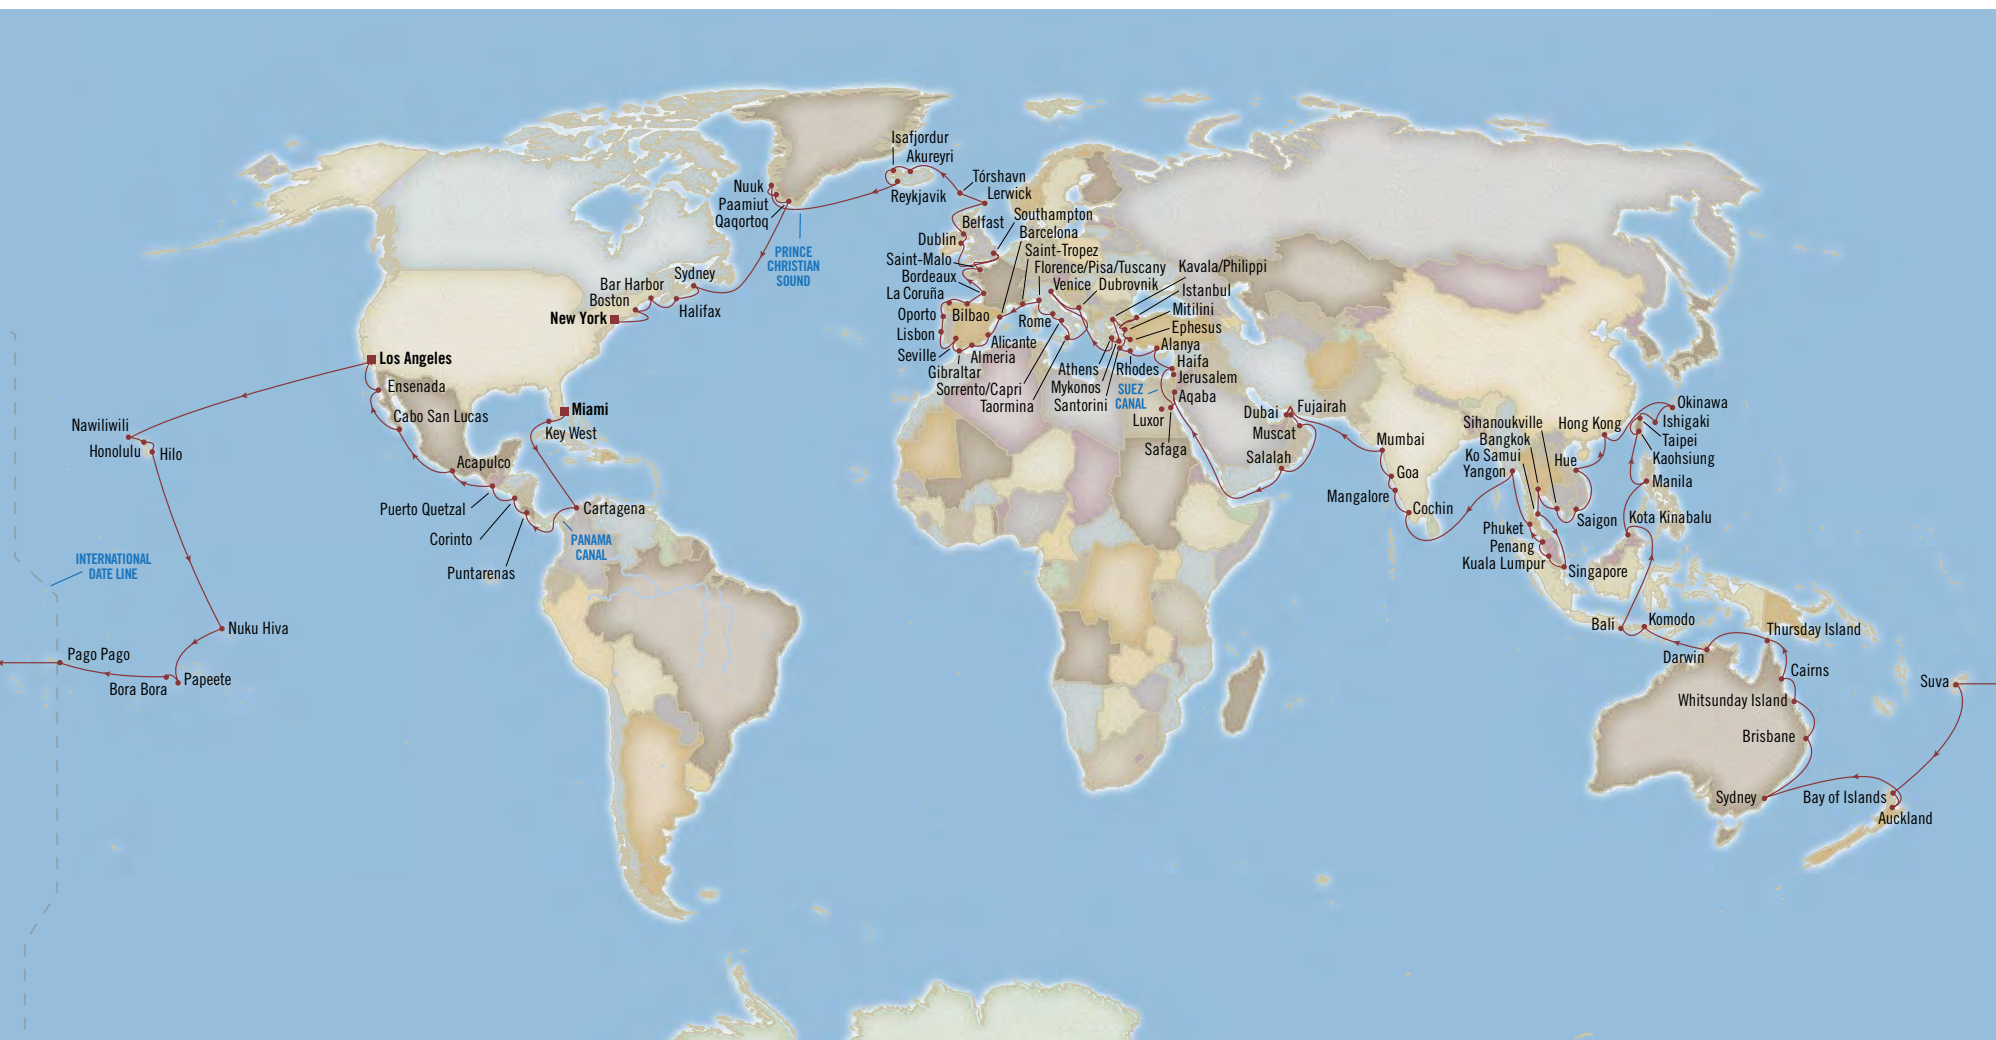 Isafjordur
Akureyri
Tórshavn
Nuuk
Reykjavik
Lerwick
Paamiut
Qaqortoq
Southampton
Belfast
Barcelona
Dublin
Saint-Tropez
PRINCE
CHRISTIAN
SOUND
Saint-Malo
Florence/Pisa/Tuscany
Kavala/Philippi
Sydney
Bordeaux
Bar Harbor
Venice
Dubrovnik
Istanbul
La Coruña
Boston
Halifax
Mitilini
New York
Oporto
Bilbao
Rome
Ephesus
Lisbon
Alicante
Alanya
Seville
Almeria
Los Angeles
Haifa
Gibraltar
Athens
Rhodes
Jerusalem
Ensenada
Sorrento/Capri
Mykonos
SUEZ
CANAL
Aqaba
Taormina
Santorini
Okinawa
Miami
Cabo San Lucas
Dubai
Fujairah
Luxor
Sihanoukville
Hong Kong
Ishigaki
Nawiliwili
Key West
Muscat
Mumbai
Bangkok
Taipei
Honolulu
Hilo
Safaga
Salalah
Ko Samui
Hue
Kaohsiung
Acapulco
Goa
Yangon
Manila
Mangalore
Puerto Quetzal
Cartagena
Cochin
Saigon
Kota Kinabalu
Corinto
PANAMA
CANAL
Phuket
Penang
Kuala Lumpur
Singapore
INTERNATIONAL
DATE LINE
Puntarenas
Nuku Hiva
Bali
Komodo
Thursday Island
Pago Pago
Darwin
Cairns
Bora Bora
Papeete
Suva
Whitsunday Island
Brisbane
Sydney
Bay of Islands
Auckland